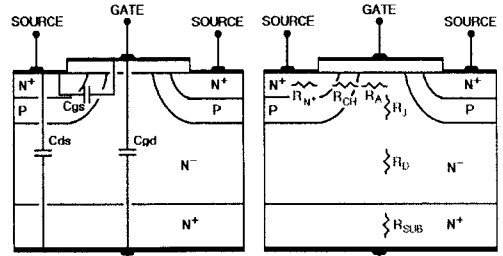 GATE
SOURCE
SOURCE
N+
Cgs
N+
P
P
Cds
Cgd
N−
N+
GATE
SOURCE
SOURCE
N+
RN+
RCH
RA
N+
P
RJ
P
RD
N−
RSUB
N+